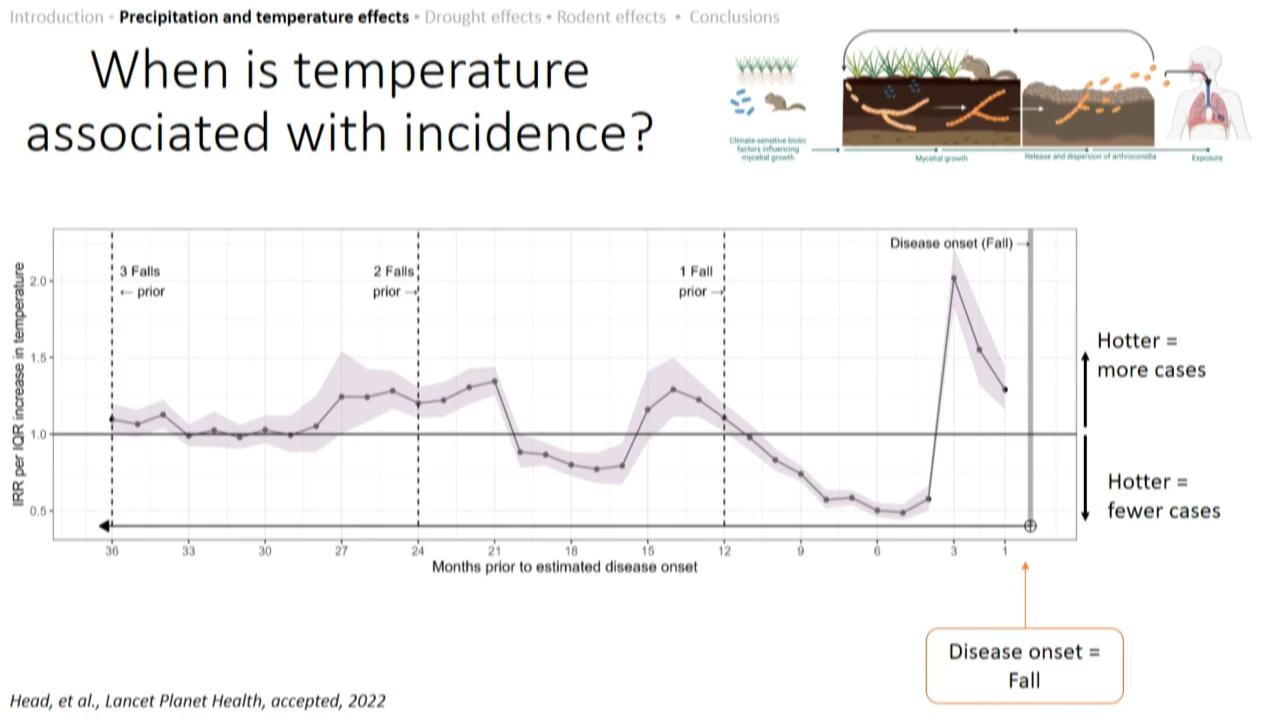 Introduction • Precipitation and temperature effects • Drought effects • Rodent effects • Conclusions
When is temperature
associated with incidence?
Climate-sensitive biotic
factors influencing
mycelial growth
Mycelial growth
Release and dispersion of arthroconidia
Exposure
IRR per IQR increase in temperature
2.0
1.5
1.0
0.5
3 Falls
← prior
2 Falls
prior →
1 Fall
prior →
Disease onset (Fall) →
36 33 30 27 24 21 18 15 12 9 6 3 1
Months prior to estimated disease onset
Hotter =
more cases
Hotter =
fewer cases
Disease onset =
Fall
Head, et al., Lancet Planet Health, accepted, 2022